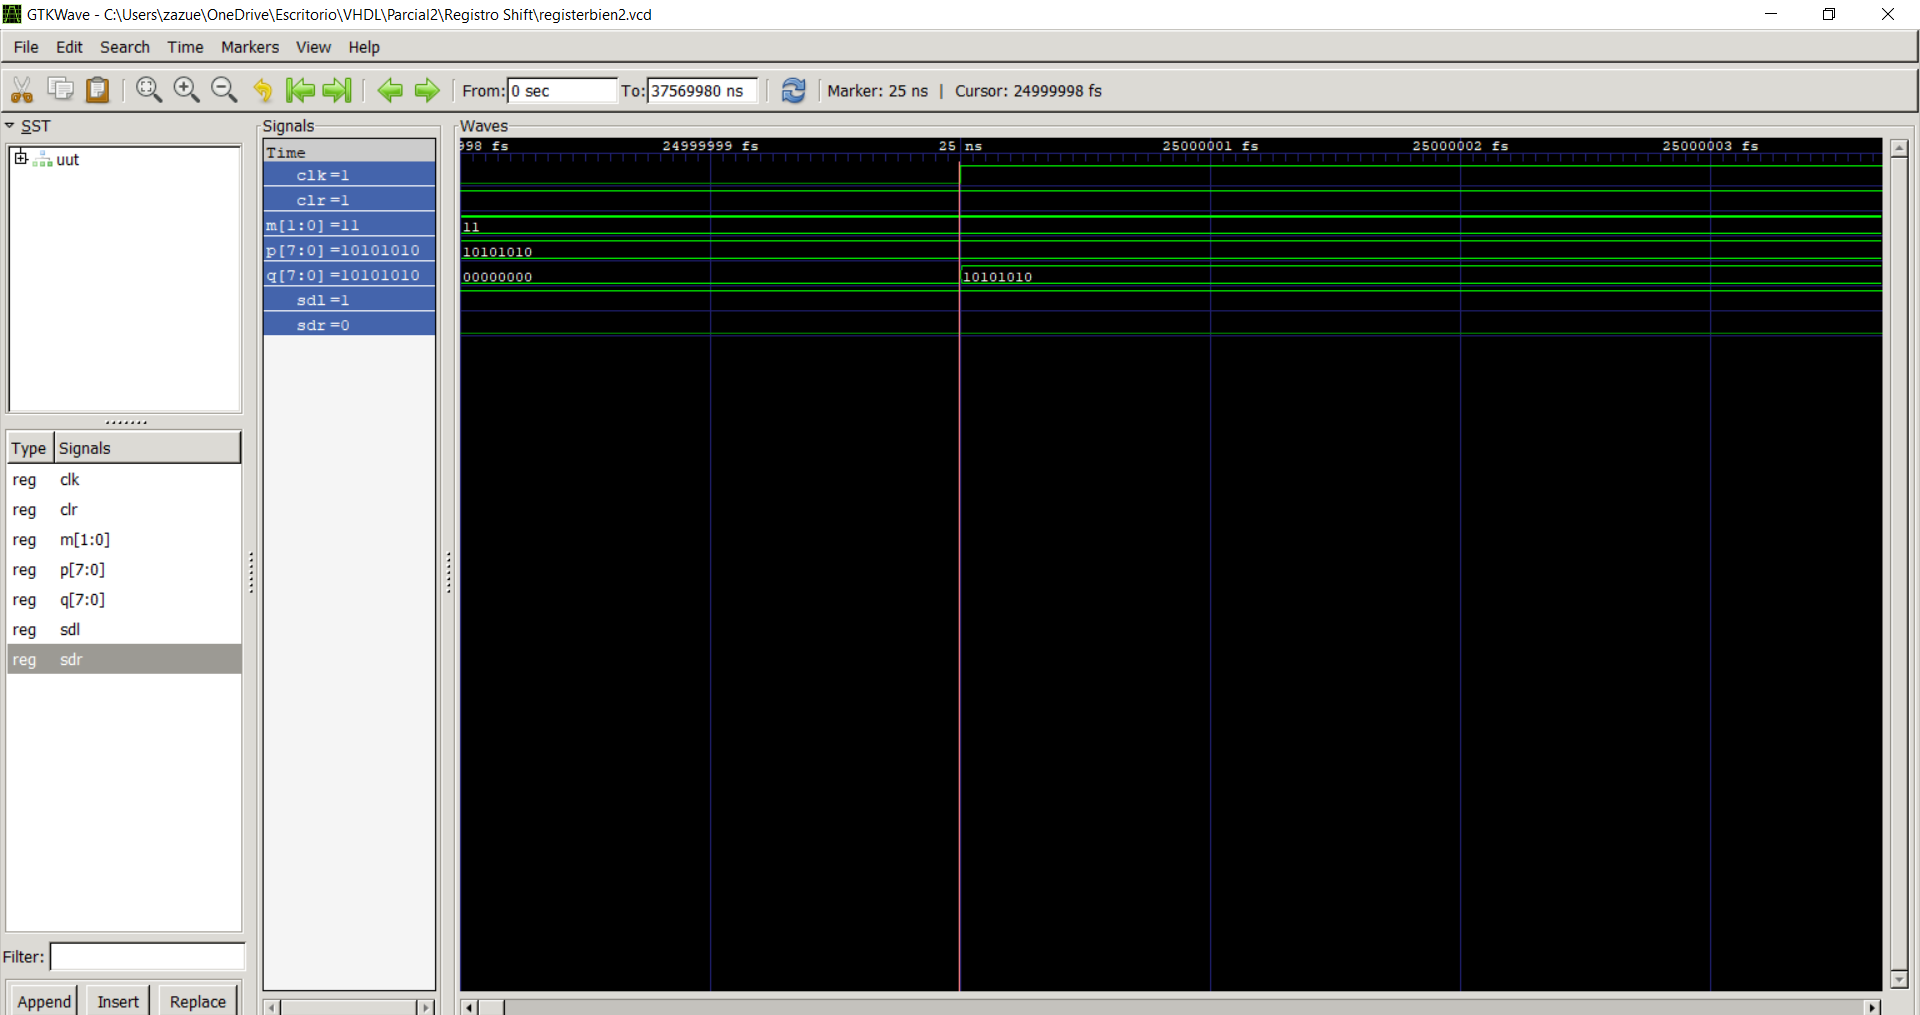 GTKWave - C:\Users\zazue\OneDrive\Escritorio\VHDL\Parcial2\Registro Shift\registerbien2.vcd
File Edit Search Time Markers View Help
From: 0 sec To: 37569980 ns Marker: 25 ns | Cursor: 24999998 fs
SST
uut
Type Signals
reg clk
reg clr
reg m[1:0]
reg p[7:0]
reg q[7:0]
reg sdl
reg sdr
Filter:
Append Insert Replace
Signals
Time
clk=1
clr=1
m[1:0]=11
p[7:0]=10101010
q[7:0]=10101010
sdl=1
sdr=0
Waves
998 fs 24999999 fs 25 ns 25000001 fs 25000002 fs 25000003 fs
11
10101010
00000000 10101010